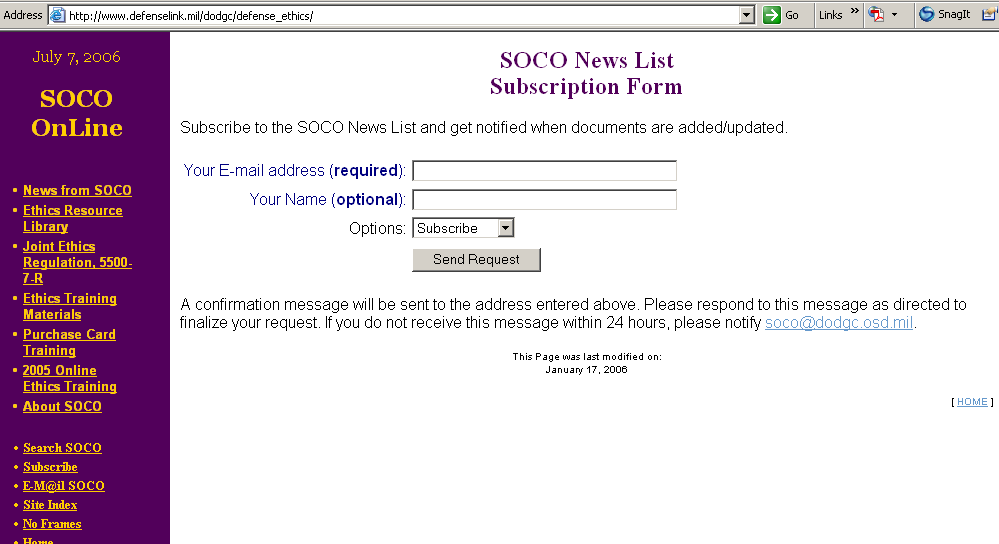 Address http://www.defenselink.mil/dodgc/defense_ethics/ Go Links » SnagIt
July 7, 2006
SOCO
OnLine
• News from SOCO
• Ethics Resource
Library
• Joint Ethics
Regulation, 5500-
7-R
• Ethics Training
Materials
• Purchase Card
Training
• 2005 Online
Ethics Training
• About SOCO
• Search SOCO
• Subscribe
• E-M@il SOCO
• Site Index
• No Frames
• Home
SOCO News List
Subscription Form
Subscribe to the SOCO News List and get notified when documents are added/updated.
Your E-mail address (required):
Your Name (optional):
Options: Subscribe
Send Request
A confirmation message will be sent to the address entered above. Please respond to this message as directed to
finalize your request. If you do not receive this message within 24 hours, please notify soco@dodgc.osd.mil.
This Page was last modified on:
January 17, 2006
[ HOME ]